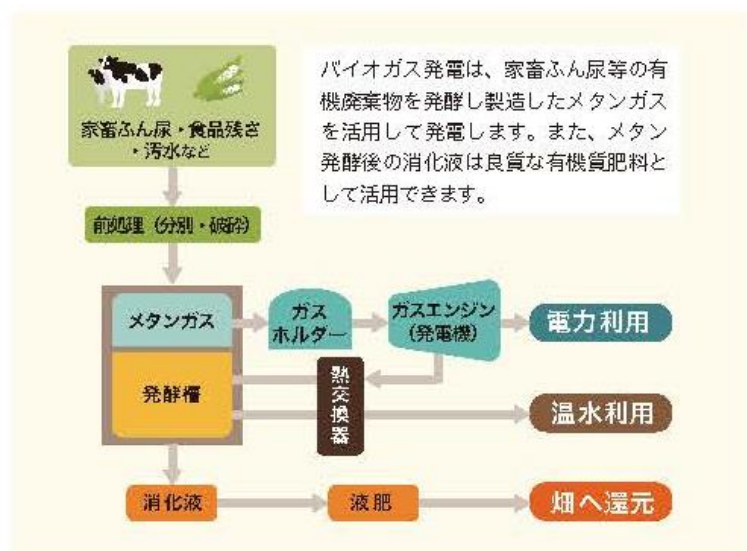 家畜ふん尿・食品残さ
・汚水など
バイオガス発電は、家畜ふん尿等の有
機廃棄物を発酵し製造したメタンガス
を活用して発電します。また、メタン
発酵後の消化液は良質な有機質肥料と
して活用できます。
前処理（分別・破砕）
メタンガス
ガス
ホルダー
ガスエンジン
（発電機）
電力利用
発酵槽
熱交換器
温水利用
消化液
液肥
畑へ還元